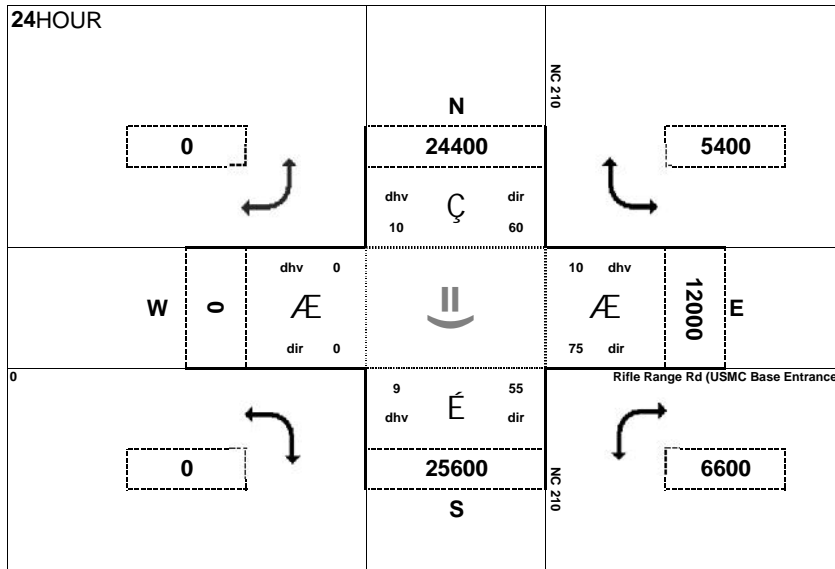 24HOUR
NC 210
N
0
24400
5400
dhv Ç dir
10 60
dhv 0
10 dhv
W
0
Æ
=)
Æ
12000
E
dir 0
75 dir
0
Rifle Range Rd (USMC Base Entrance
9 55
dhv É dir
0
25600
6600
NC 210
S